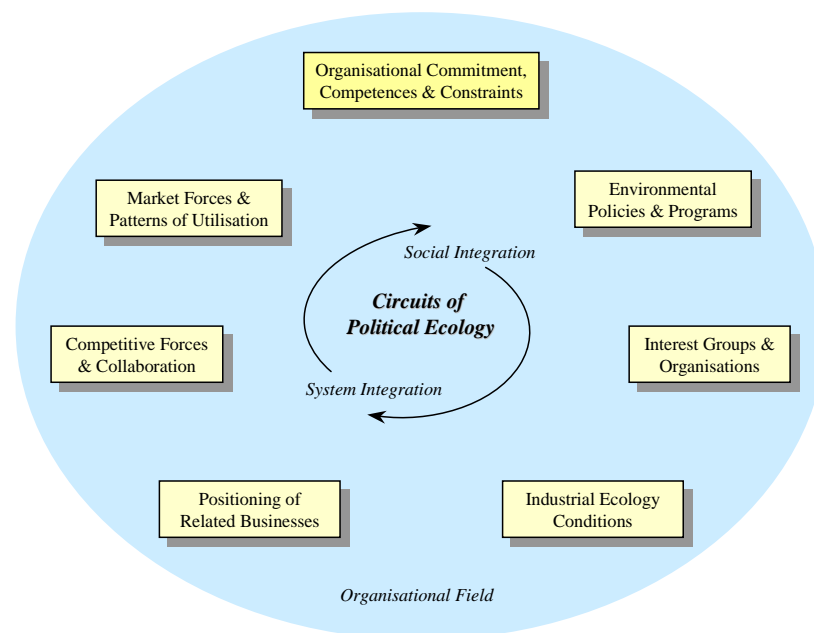 Organisational Commitment,
Competences & Constraints
Market Forces &
Patterns of Utilisation
Environmental
Policies & Programs
Social Integration
Circuits of
Political Ecology
Competitive Forces
& Collaboration
Interest Groups &
Organisations
System Integration
Positioning of
Related Businesses
Industrial Ecology
Conditions
Organisational Field